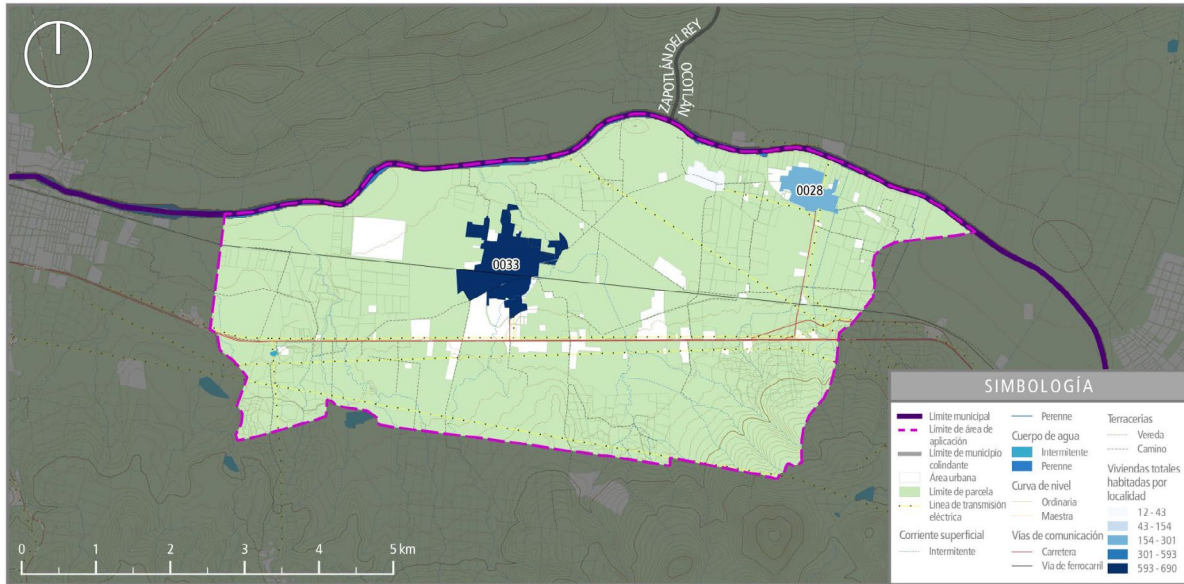 ZAPOTLÁN DEL REY
OCOTLÁN
0028
0033
0 1 2 3 4 5 km
SIMBOLOGÍA
Límite municipal
Límite de área de
aplicación
Límite de municipio
colindante
Área urbana
Límite de parcela
Línea de transmisión
eléctrica
Corriente superficial
Intermitente
Perenne
Cuerpo de agua
Intermitente
Perenne
Curva de nivel
Ordinaria
Maestra
Vías de comunicación
Carretera
Vía de ferrocarril
Terracerías
Vereda
Camino
Viviendas totales
habitadas por
localidad
12 - 43
43 - 154
154 - 301
301 - 593
593 - 690